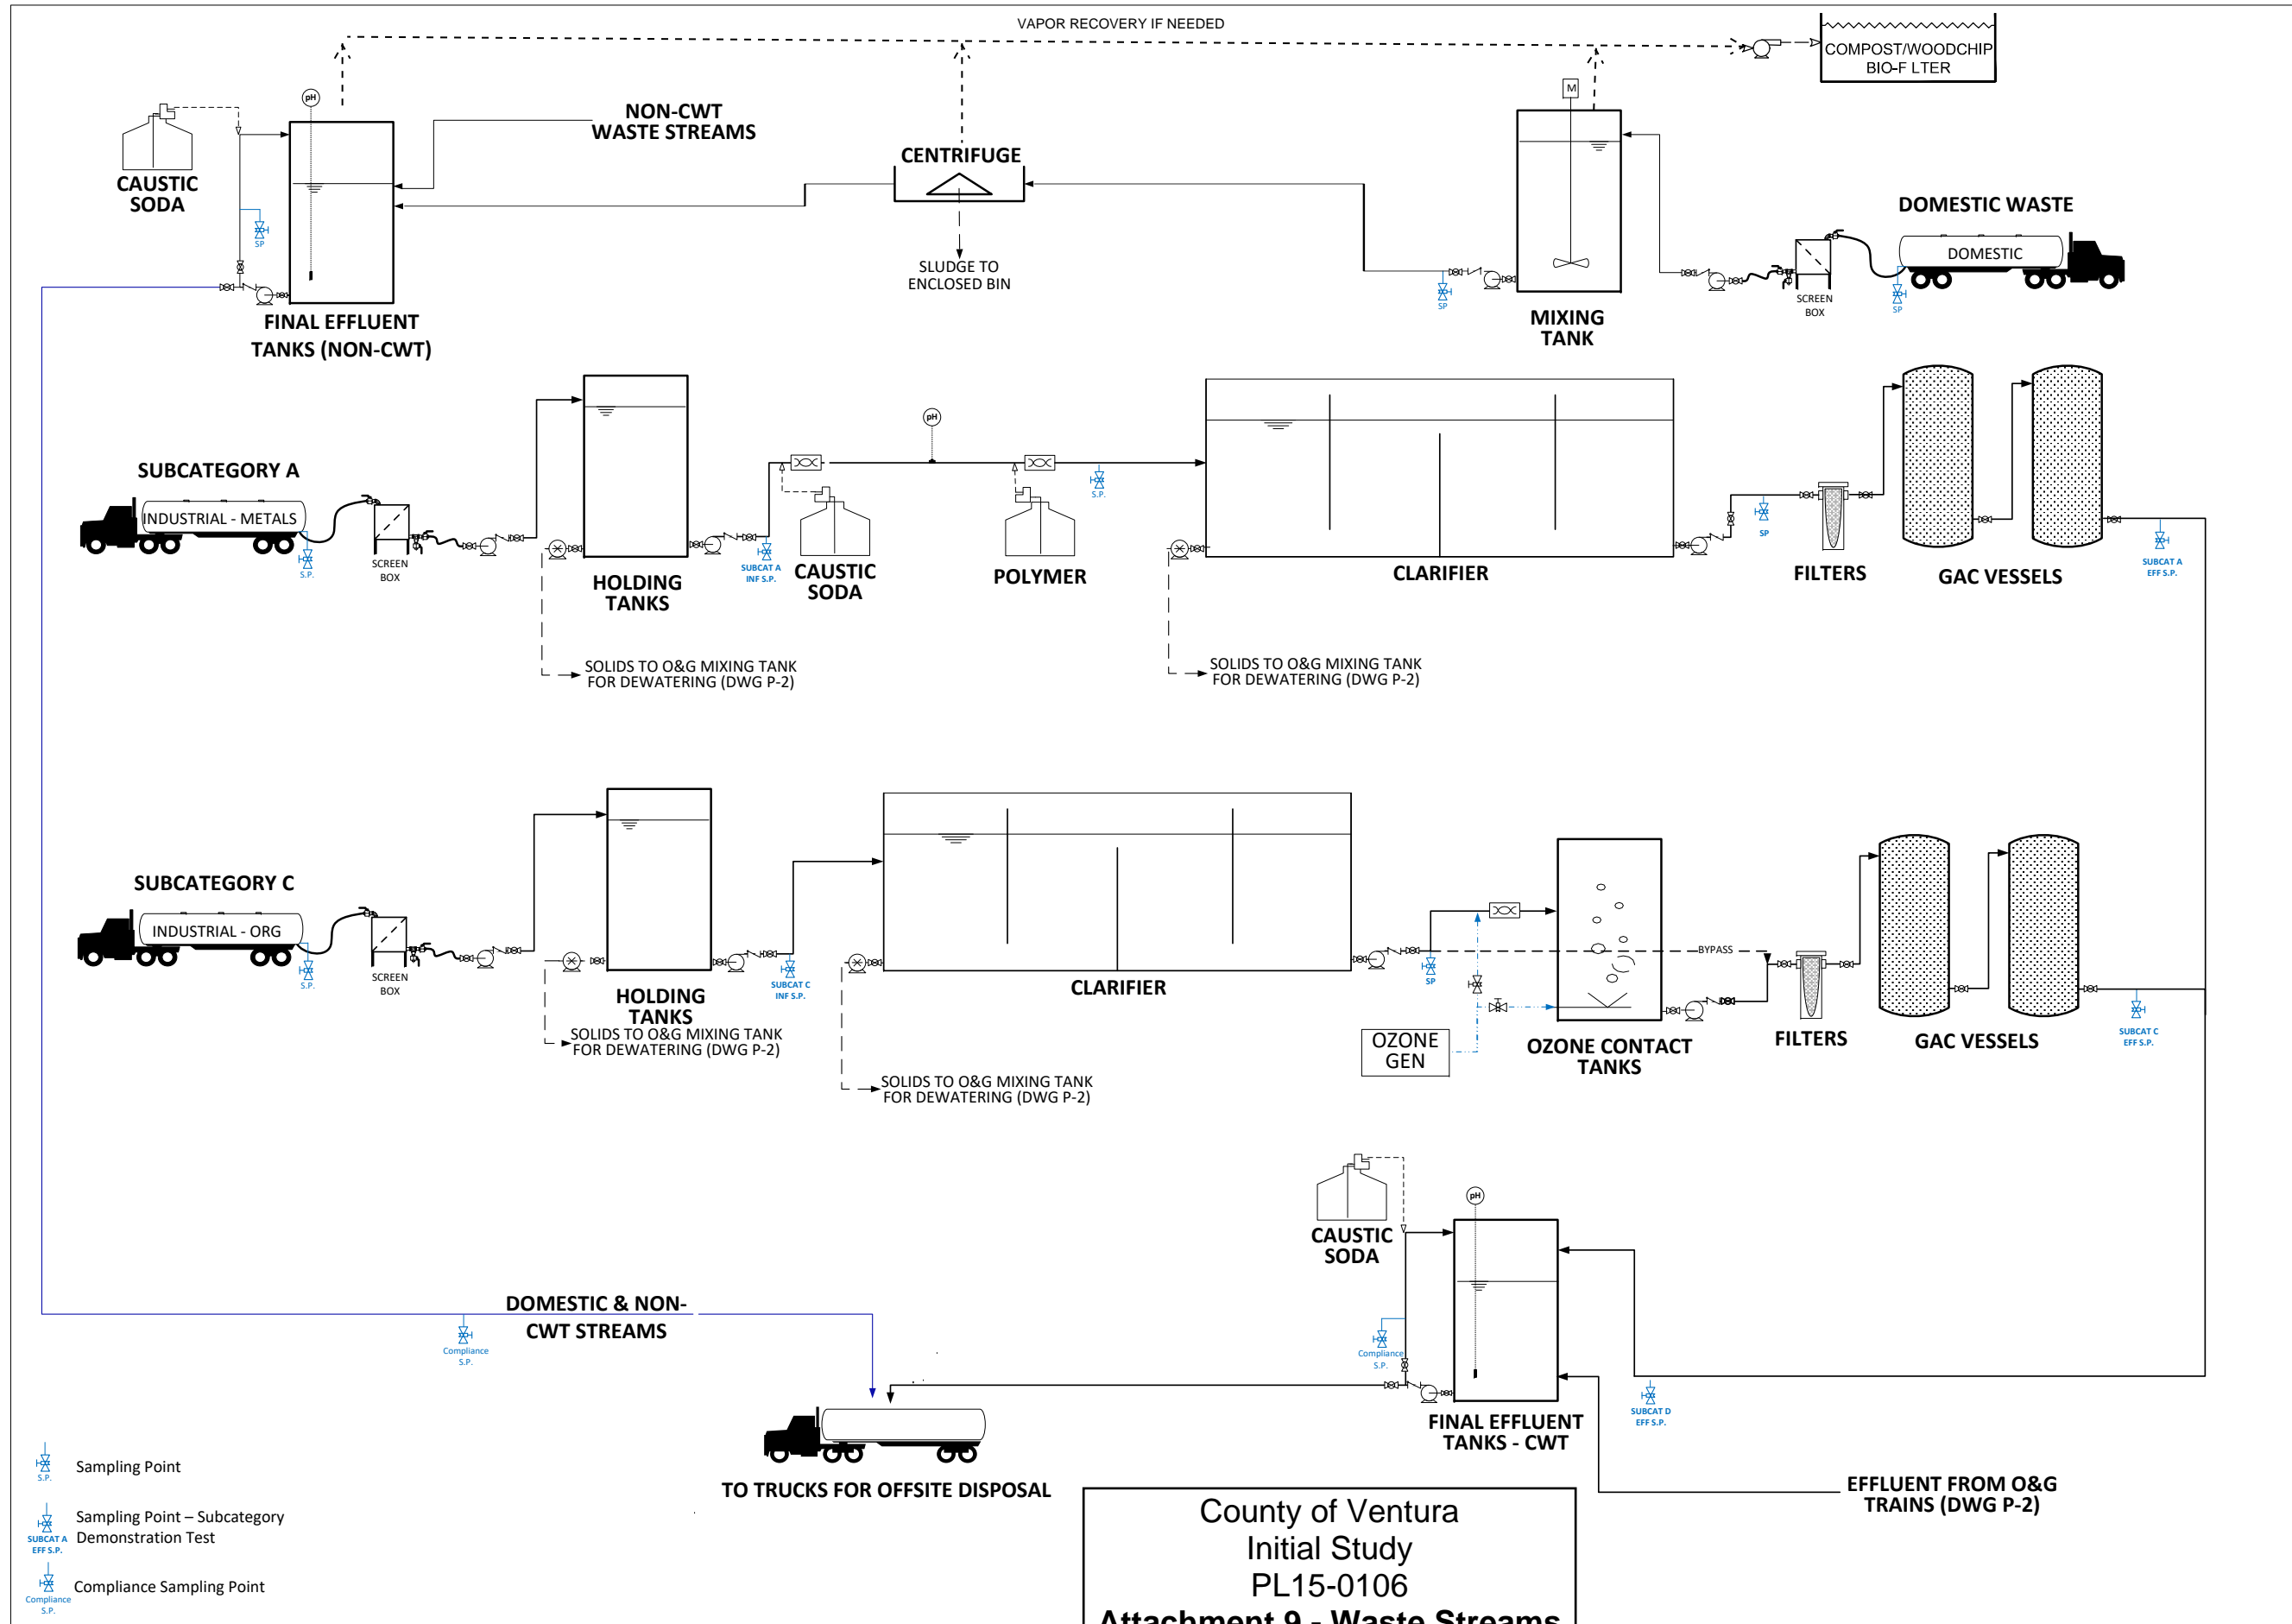 VAPOR RECOVERY IF NEEDED
COMPOST/WOODCHIP
BIO-F LTER
pH
M
NON-CWT
WASTE STREAMS
CAUSTIC
SODA
CENTRIFUGE
SP
SLUDGE TO
ENCLOSED BIN
SP
DOMESTIC WASTE
DOMESTIC
SP
SCREEN
BOX
MIXING
TANK
FINAL EFFLUENT
TANKS (NON-CWT)
SUBCATEGORY A
INDUSTRIAL - METALS
S.P.
SCREEN
BOX
HOLDING
TANKS
SUBCAT A
INF S.P.
CAUSTIC
SODA
pH
POLYMER
S.P.
CLARIFIER
SP
FILTERS
GAC VESSELS
SUBCAT A
EFF S.P.
SOLIDS TO O&G MIXING TANK
FOR DEWATERING (DWG P-2)
SOLIDS TO O&G MIXING TANK
FOR DEWATERING (DWG P-2)
SUBCATEGORY C
INDUSTRIAL - ORG
S.P.
SCREEN
BOX
HOLDING
TANKS
SUBCAT C
INF S.P.
CLARIFIER
SP
BYPASS
OZONE
GEN
OZONE CONTACT
TANKS
FILTERS
GAC VESSELS
SUBCAT C
EFF S.P.
SOLIDS TO O&G MIXING TANK
FOR DEWATERING (DWG P-2)
SOLIDS TO O&G MIXING TANK
FOR DEWATERING (DWG P-2)
CAUSTIC
SODA
pH
DOMESTIC & NON-
CWT STREAMS
Compliance
S.P.
Compliance
S.P.
SUBCAT D
EFF S.P.
FINAL EFFLUENT
TANKS - CWT
TO TRUCKS FOR OFFSITE DISPOSAL
EFFLUENT FROM O&G
TRAINS (DWG P-2)
S.P.
Sampling Point
SUBCAT A
EFF S.P.
Sampling Point – Subcategory
Demonstration Test
Compliance
S.P.
Compliance Sampling Point
County of Ventura
Initial Study
PL15-0106
Attachment 9 - Waste Streams